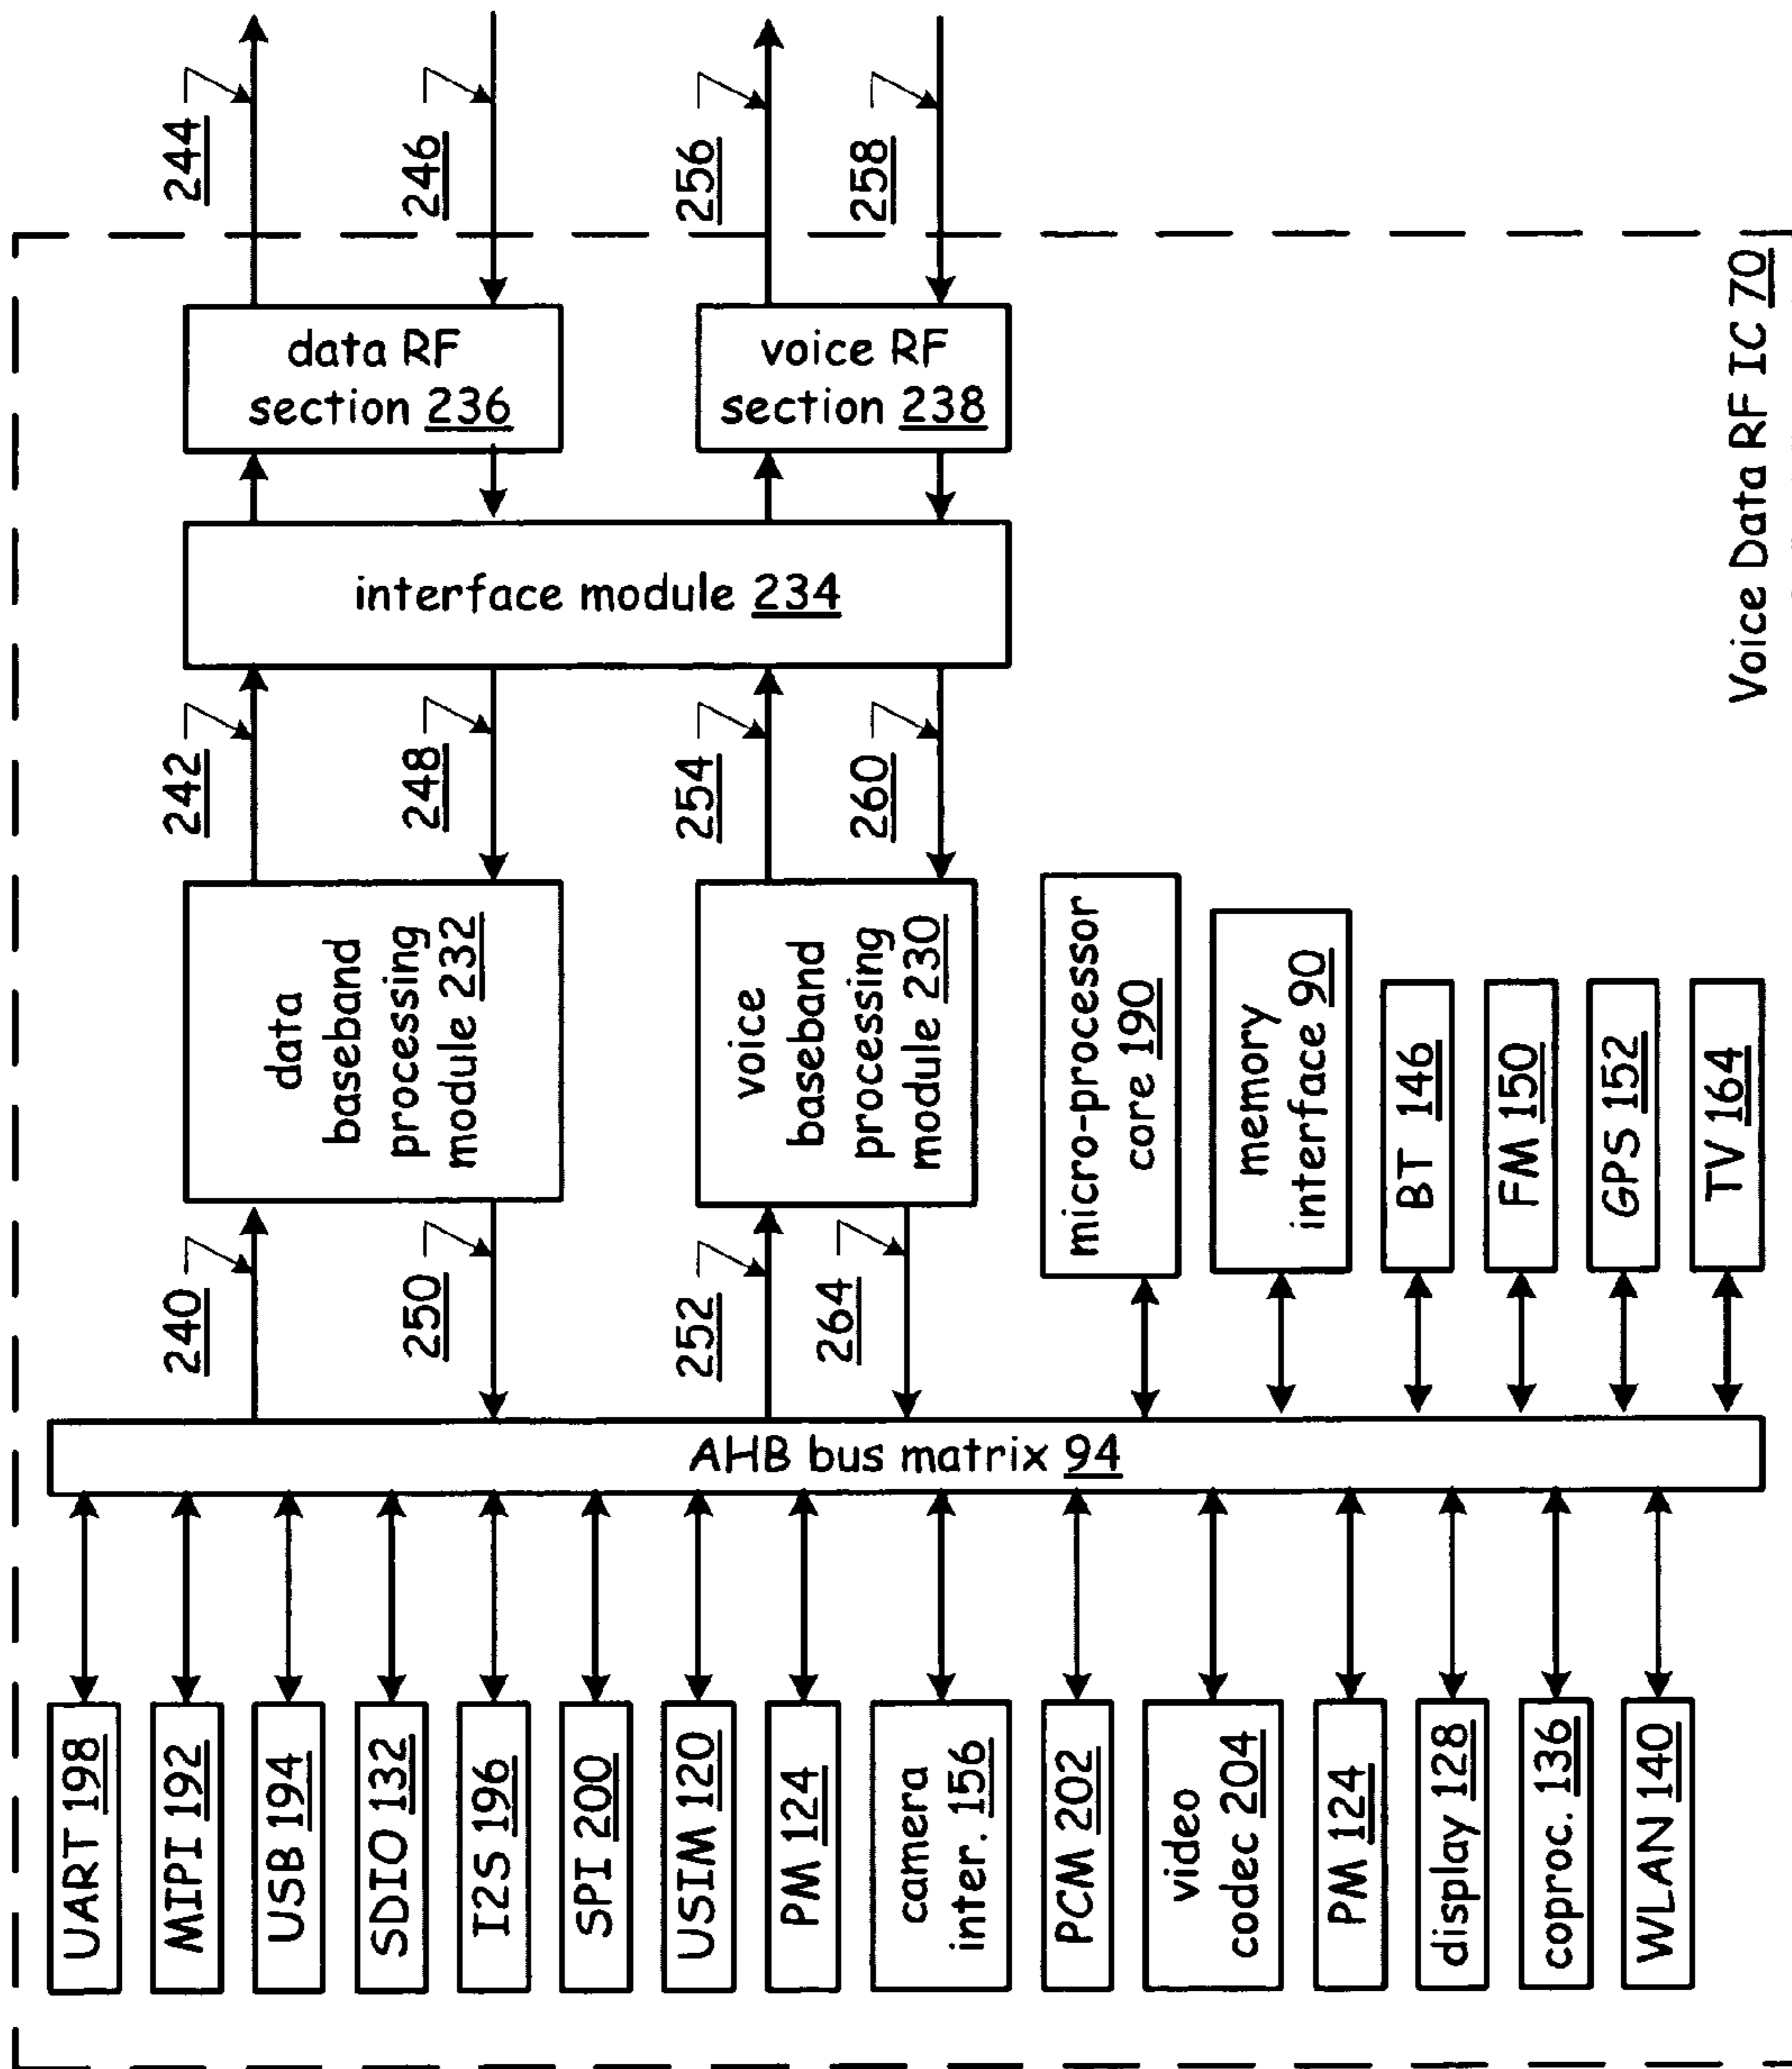 244
246
256
258
data RF
section 236
voice RF
section 238
interface module 234
242
248
254
260
data
baseband
processing
module 232
voice
baseband
processing
module 230
micro-processor
core 190
memory
interface 90
BT 146
FM 150
GPS 152
TV 164
240
250
252
264
AHB bus matrix 94
UART 198
MIPI 192
USB 194
SDIO 132
I2S 196
SPI 200
USIM 120
PM 124
camera
inter. 156
PCM 202
video
codec 204
PM 124
display 128
coproc. 136
WLAN 140
Voice Data RF IC 70